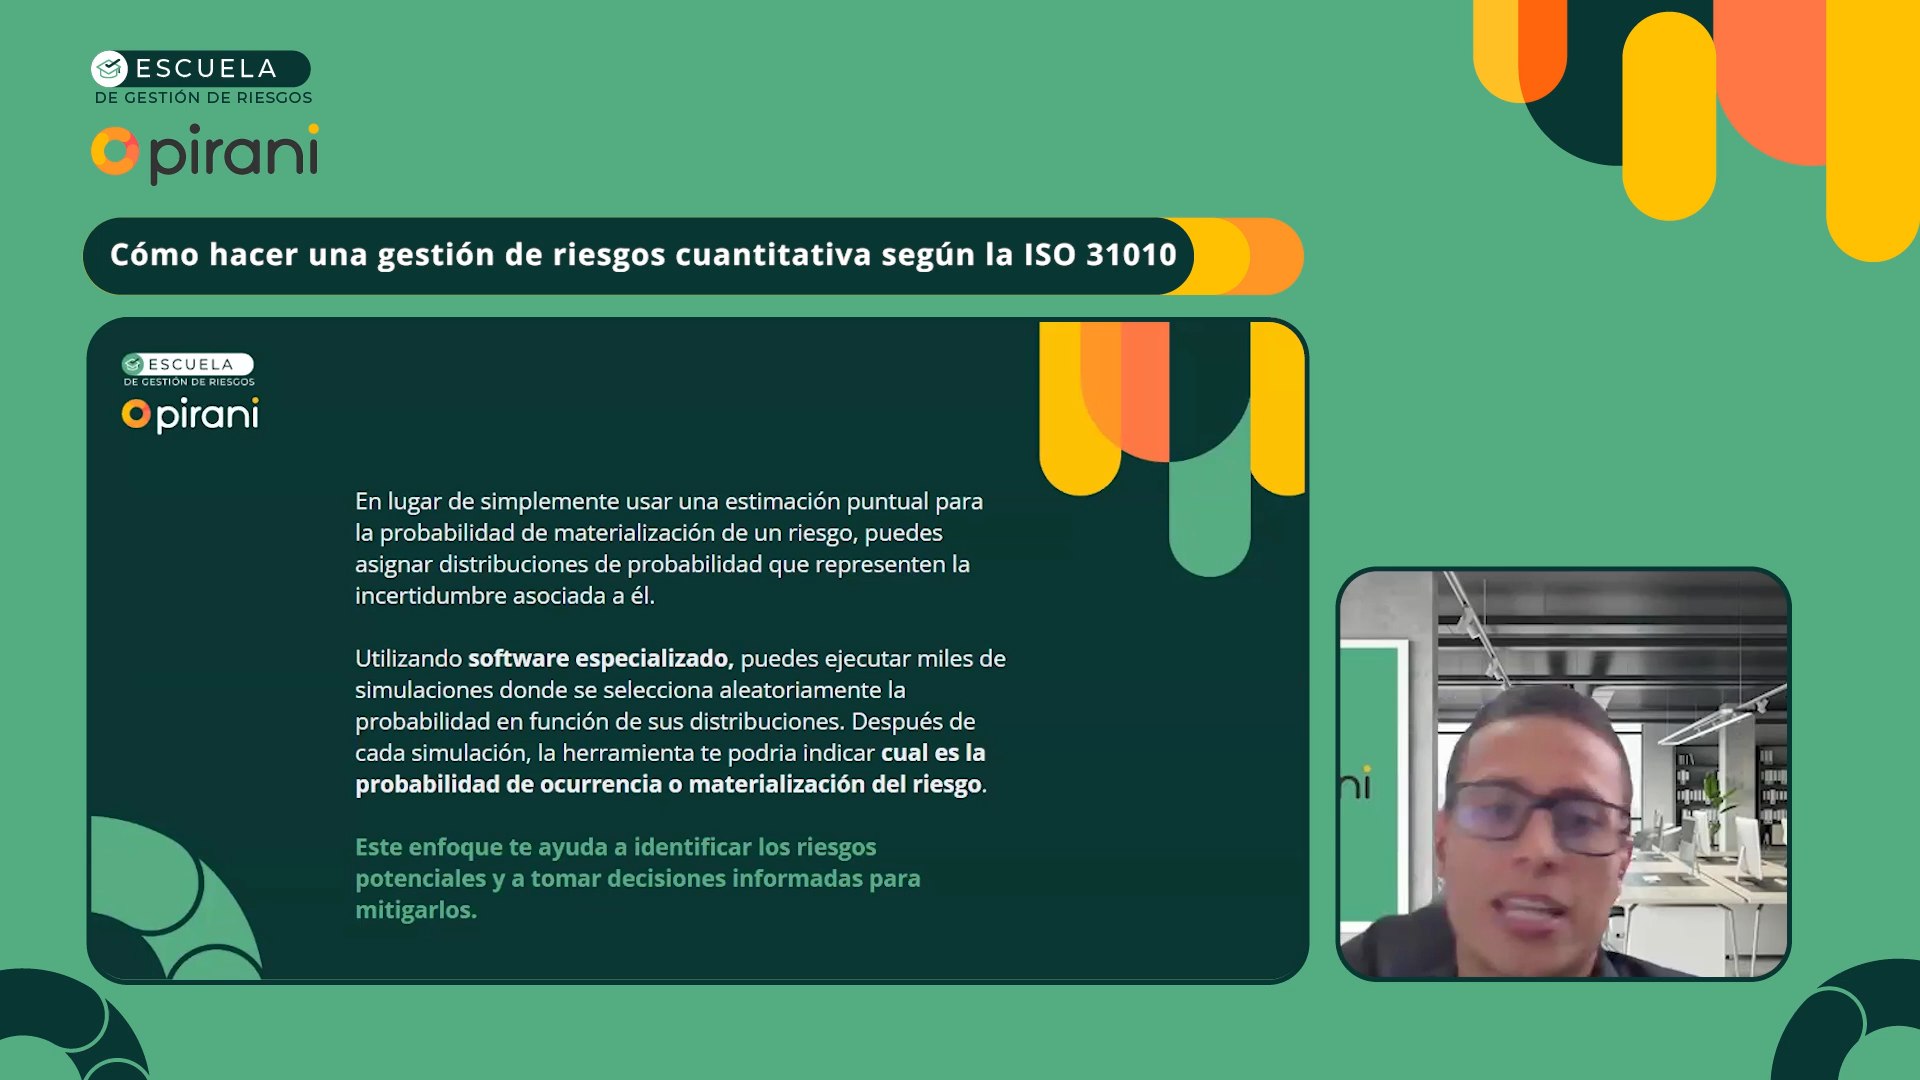 ESCUELA
DE GESTIÓN DE RIESGOS
pirani
Cómo hacer una gestión de riesgos cuantitativa según la ISO 31010
ESCUELA
DE GESTIÓN DE RIESGOS
pirani
En lugar de simplemente usar una estimación puntual para
la probabilidad de materialización de un riesgo, puedes
asignar distribuciones de probabilidad que representen la
incertidumbre asociada a él.
Utilizando software especializado, puedes ejecutar miles de
simulaciones donde se selecciona aleatoriamente la
probabilidad en función de sus distribuciones. Después de
cada simulación, la herramienta te podria indicar cual es la
probabilidad de ocurrencia o materialización del riesgo.
Este enfoque te ayuda a identificar los riesgos
potenciales y a tomar decisiones informadas para
mitigarlos.
ni